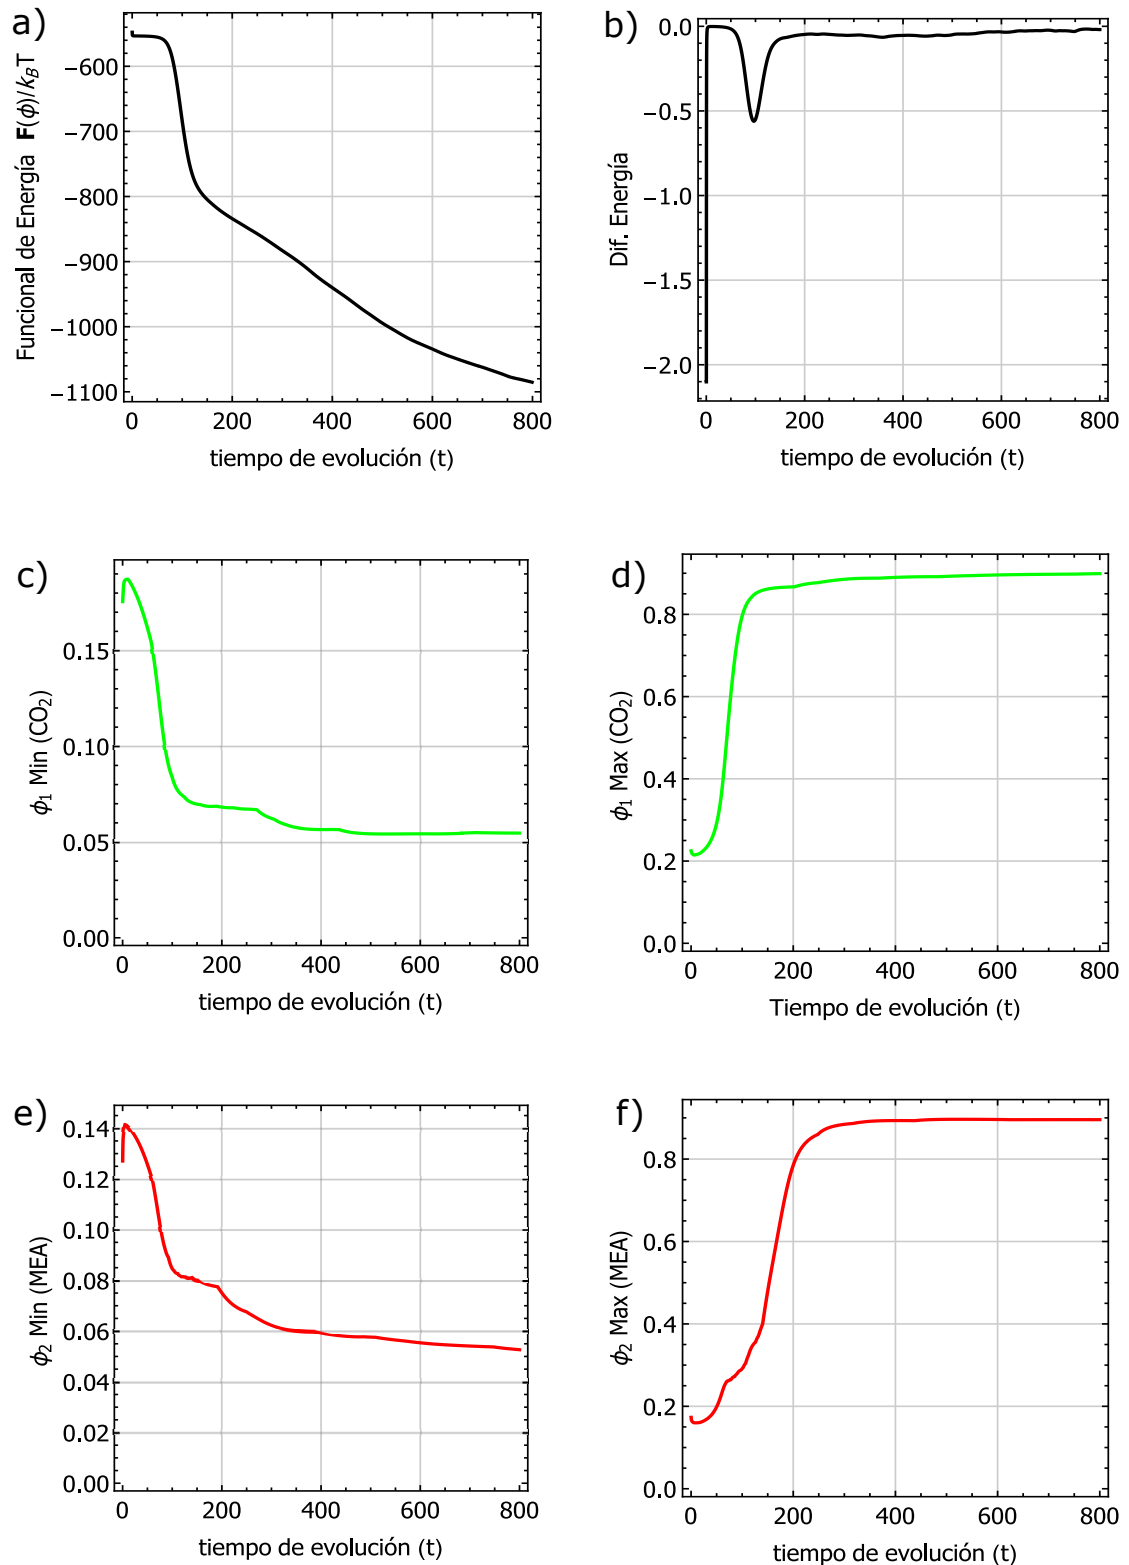 a)
Funcional de Energía F(ϕ)/k_BT
−600
−700
−800
−900
−1000
−1100
0 200 400 600 800
tiempo de evolución (t)
b)
Dif. Energía
0.0
−0.5
−1.0
−1.5
−2.0
0 200 400 600 800
tiempo de evolución (t)
c)
ϕ₁ Min (CO₂)
0.15
0.10
0.05
0.00
0 200 400 600 800
tiempo de evolución (t)
d)
ϕ₁ Max (CO₂)
0.8
0.6
0.4
0.2
0.0
0 200 400 600 800
Tiempo de evolución (t)
e)
ϕ₂ Min (MEA)
0.14
0.12
0.10
0.08
0.06
0.04
0.02
0.00
0 200 400 600 800
tiempo de evolución (t)
f)
ϕ₂ Max (MEA)
0.8
0.6
0.4
0.2
0.0
0 200 400 600 800
tiempo de evolución (t)